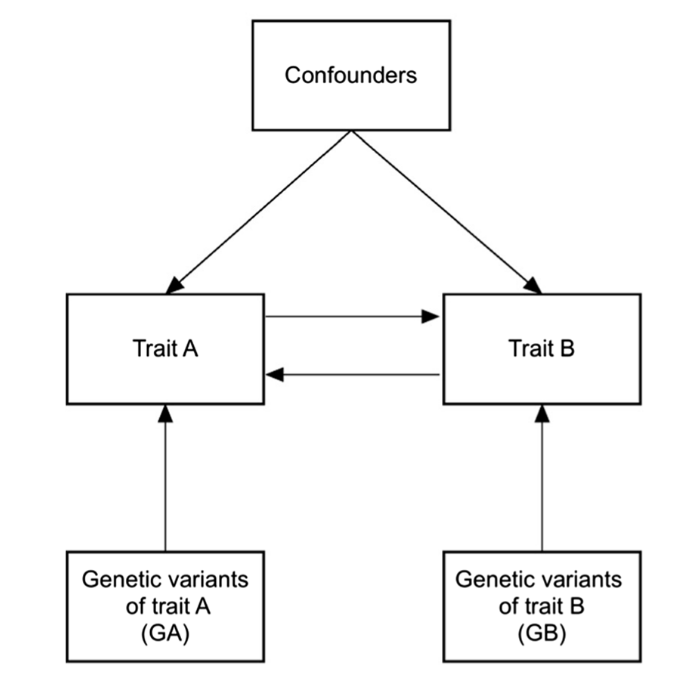 Confounders
Trait A
Trait B
Genetic variants
of trait A
(GA)
Genetic variants
of trait B
(GB)